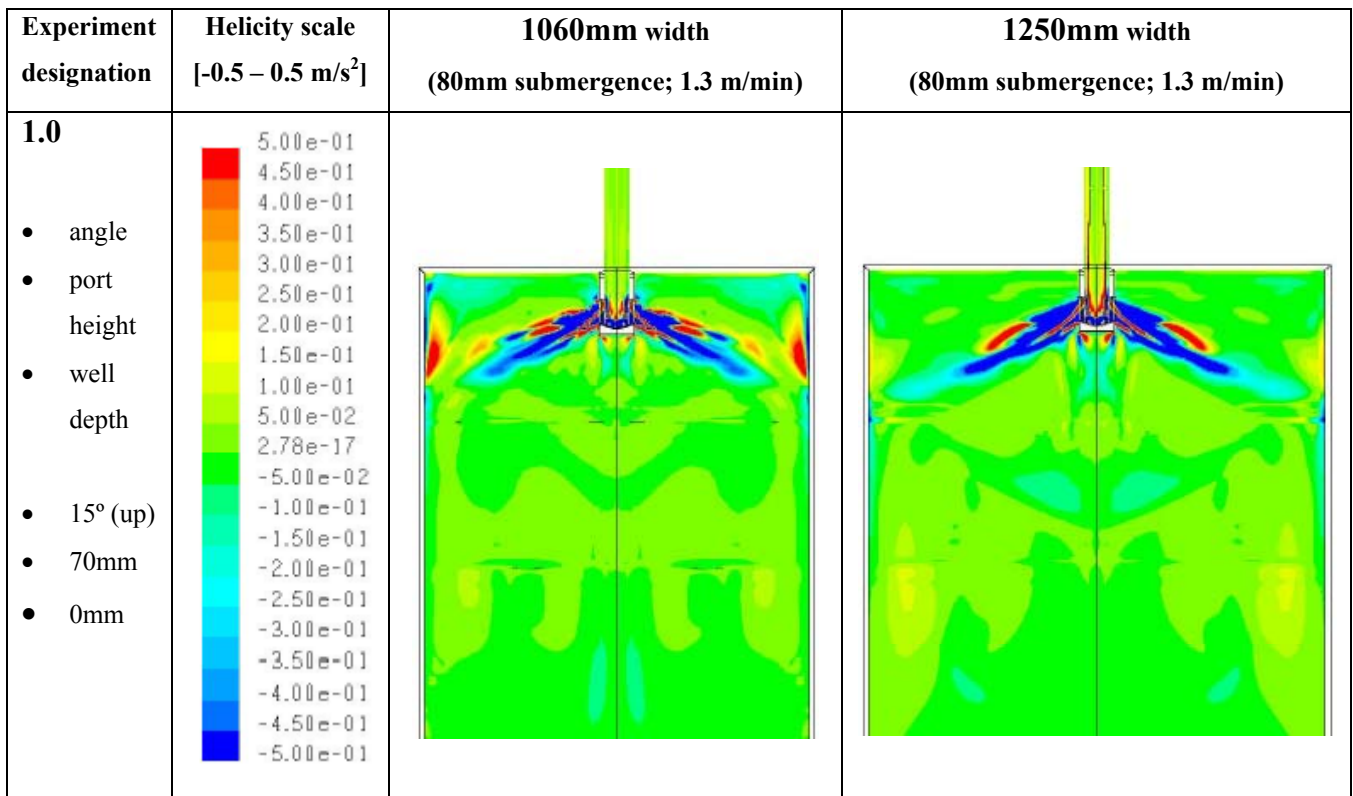 Experiment
designation
Helicity scale
[-0.5 – 0.5 m/s²]
1060mm width
(80mm submergence; 1.3 m/min)
1250mm width
(80mm submergence; 1.3 m/min)
1.0
• angle
• port
height
• well
depth
• 15º (up)
• 70mm
• 0mm
5.00e-01
4.50e-01
4.00e-01
3.50e-01
3.00e-01
2.50e-01
2.00e-01
1.50e-01
1.00e-01
5.00e-02
2.78e-17
-5.00e-02
-1.00e-01
-1.50e-01
-2.00e-01
-2.50e-01
-3.00e-01
-3.50e-01
-4.00e-01
-4.50e-01
-5.00e-01